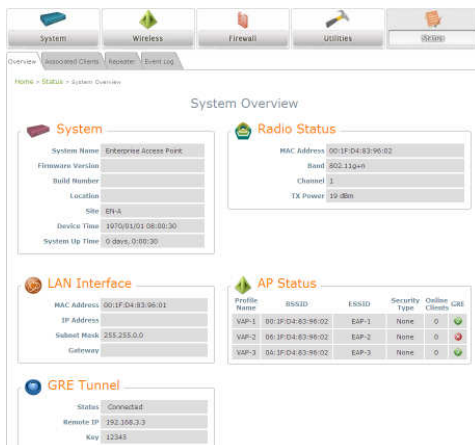 System Wireless Firewall Utilities Status
Overview Associated Clients Repeater Event Log
Home > Status > System Overview
System Overview
System
System Name Enterprise Access Point
Firmware Version
Build Number
Location
Site EN-A
Device Time 1970/01/01 08:00:30
System Up Time 0 days, 0:00:30
Radio Status
MAC Address 00:1F:D4:83:96:02
Band 802.11g+n
Channel 1
TX Power 19 dBm
LAN Interface
MAC Address 00:1F:D4:83:96:01
IP Address
Subnet Mask 255.255.0.0
Gateway
AP Status
Profile Name BSSID ESSID Security Type Online Clients GRE
VAP-1 00:1F:D4:83:96:02 EAP-1 None 0
VAP-2 06:1F:D4:83:96:02 EAP-2 None 0
VAP-3 0A:1F:D4:83:96:02 EAP-3 None 0
GRE Tunnel
Status Connected
Remote IP 192.168.3.3
Key 12345